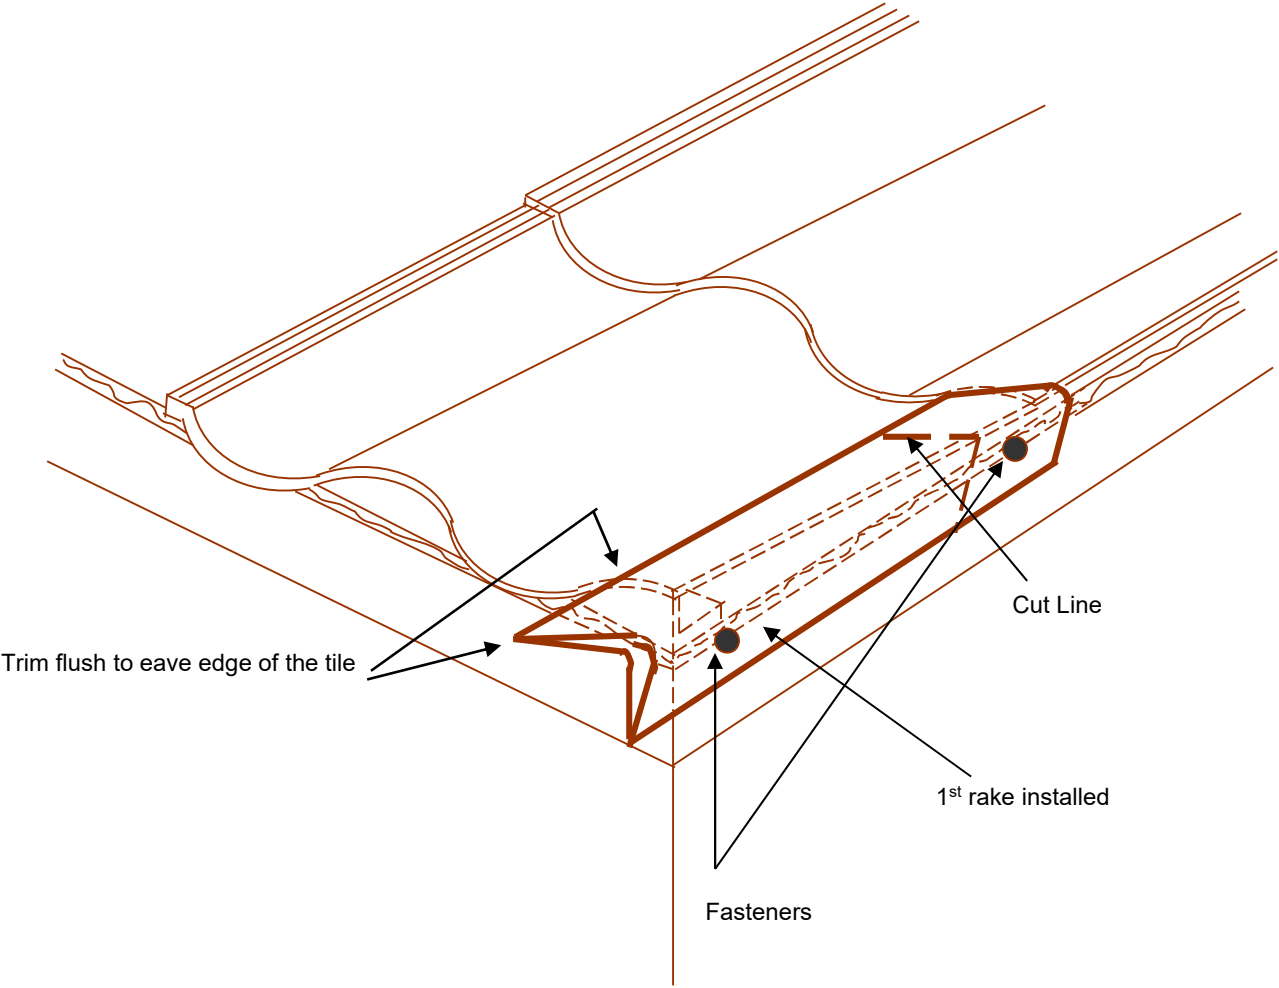 Cut Line
Trim flush to eave edge of the tile
1st rake installed
Fasteners